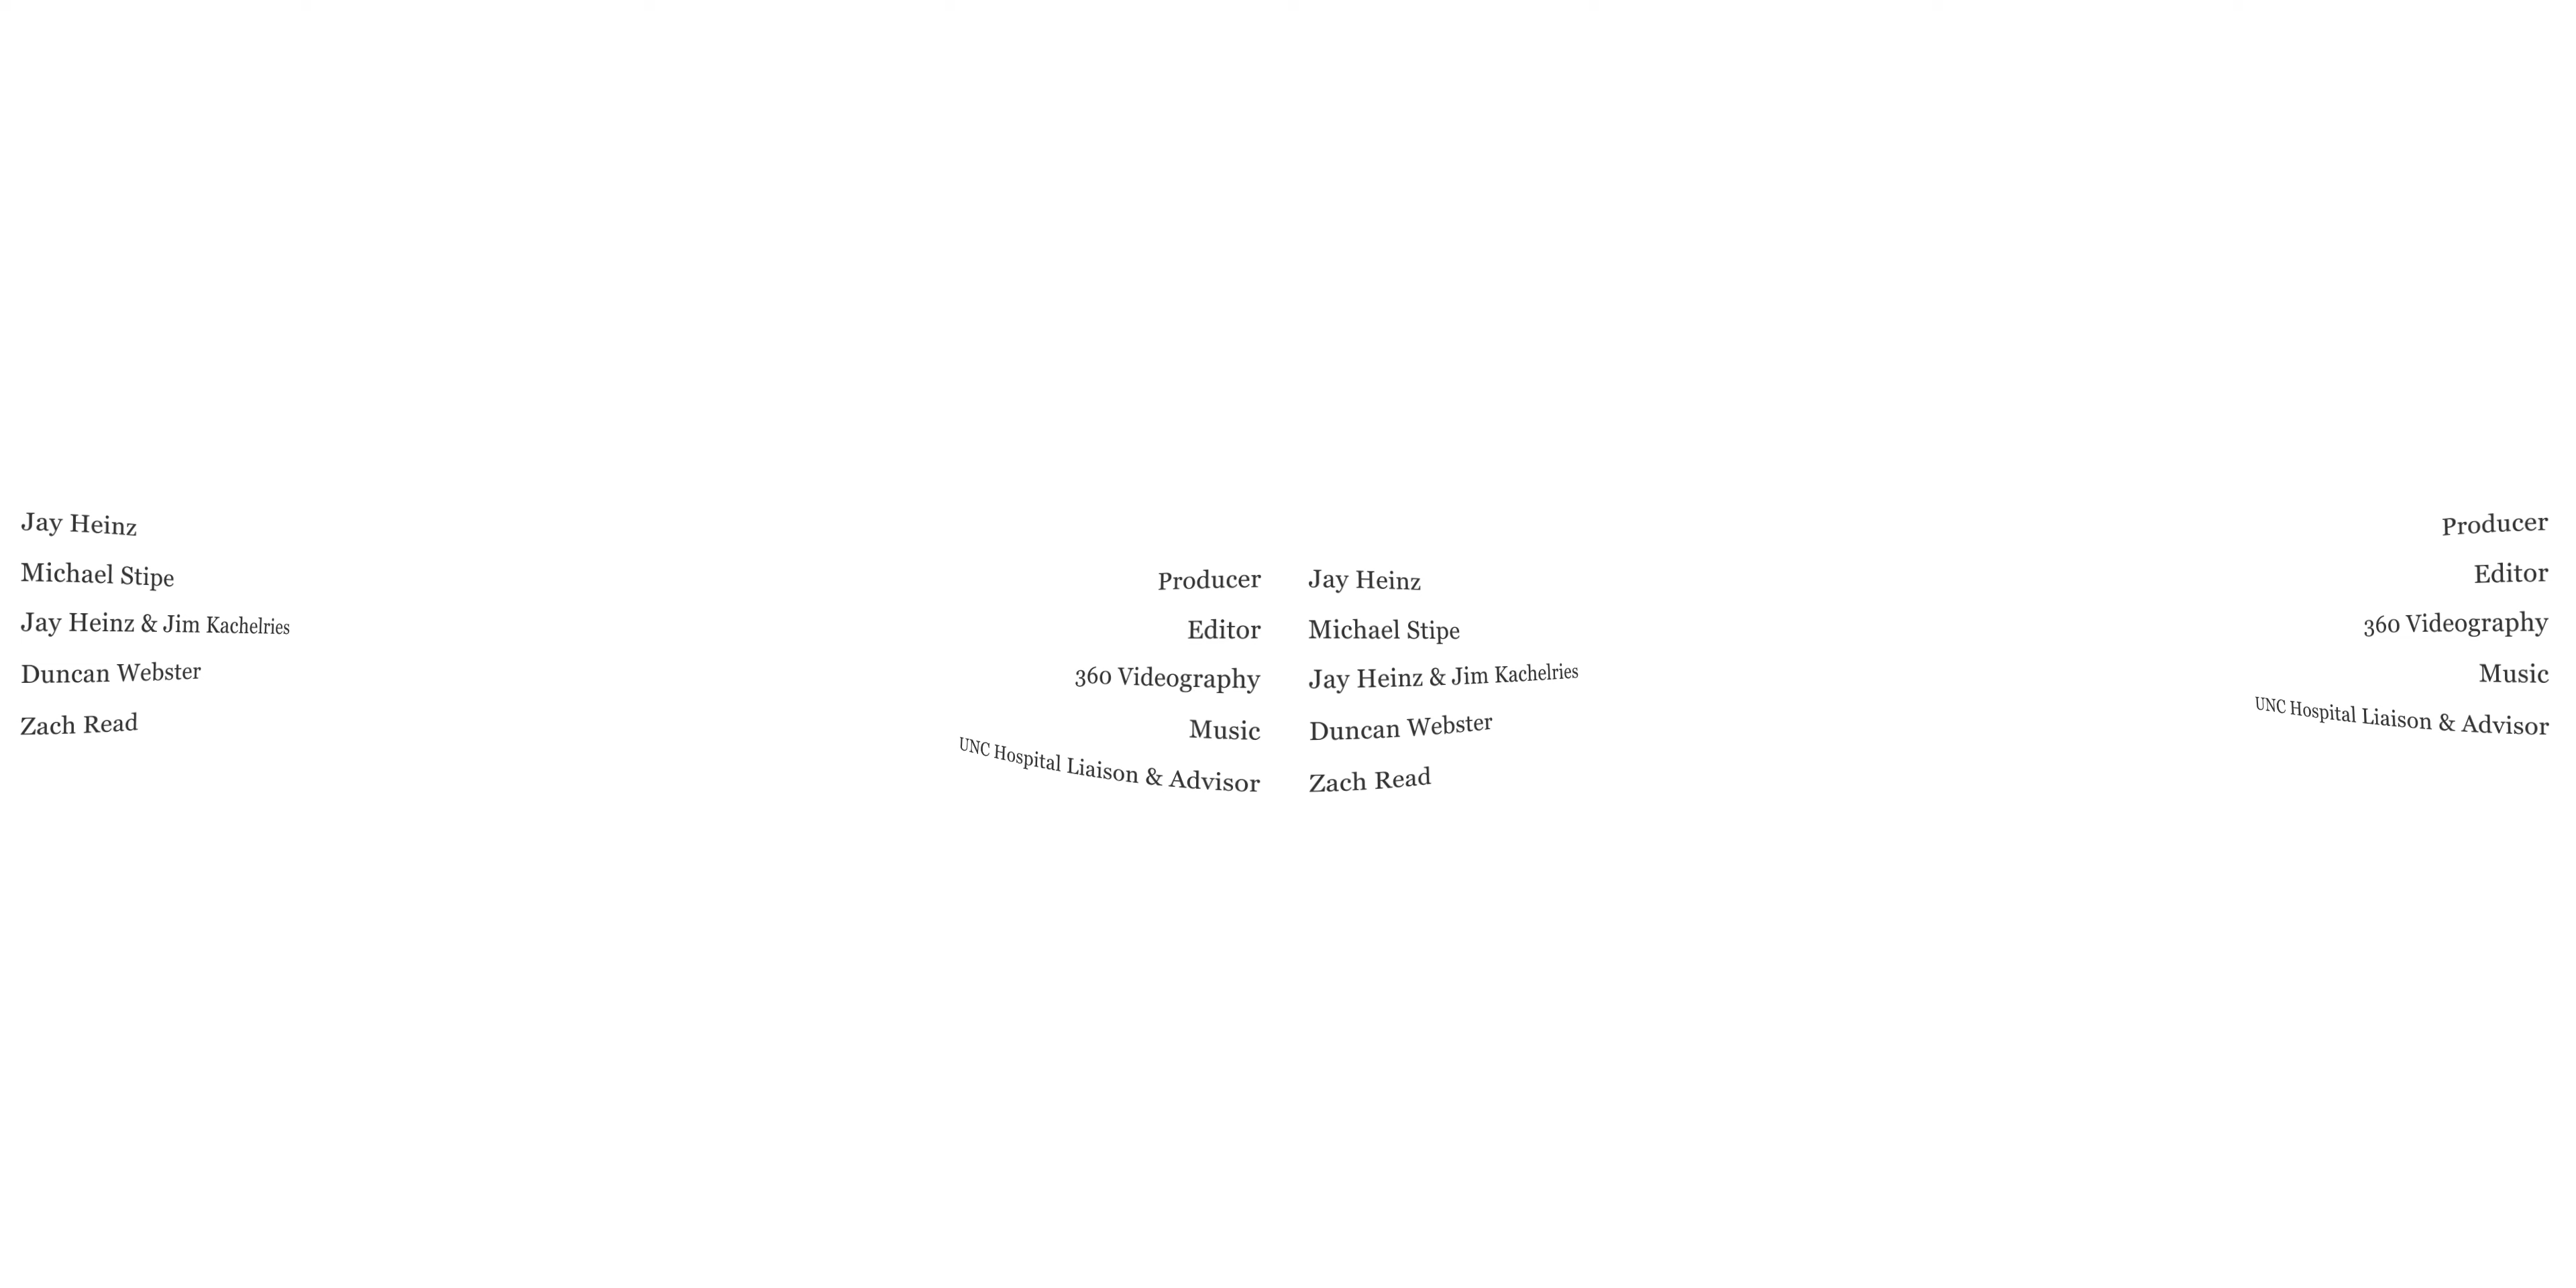 Jay Heinz
Michael Stipe
Jay Heinz & Jim Kachelries
Duncan Webster
Zach Read
Producer Jay Heinz
Editor Michael Stipe
360 Videography Jay Heinz & Jim Kachelries
Music Duncan Webster
UNC Hospital Liaison & Advisor Zach Read
Producer
Editor
360 Videography
Music
UNC Hospital Liaison & Advisor